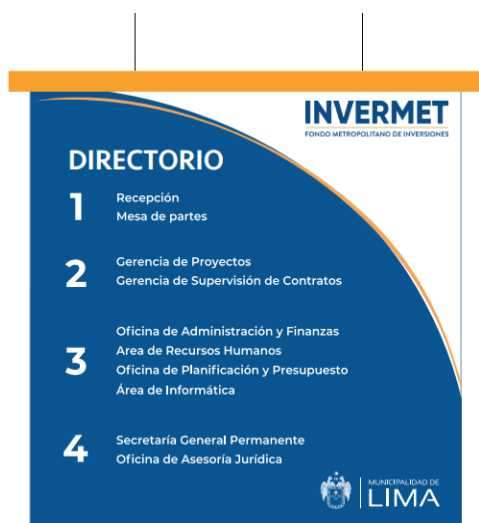 INVERMET
FONDO METROPOLITANO DE INVERSIONES
DIRECTORIO
1
Recepción
Mesa de partes
2
Gerencia de Proyectos
Gerencia de Supervisión de Contratos
3
Oficina de Administración y Finanzas
Area de Recursos Humanos
Oficina de Planificación y Presupuesto
Área de Informática
4
Secretaría General Permanente
Oficina de Asesoría Jurídica
MUNICIPALIDAD DE
LIMA